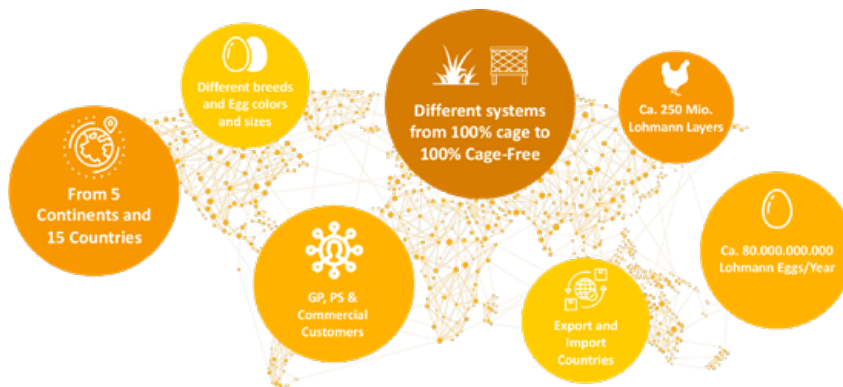 Different breeds
and Egg colors
and sizes
Different systems
from 100% cage to
100% Cage-Free
Ca. 250 Mio.
Lohmann Layers
From 5
Continents and
15 Countries
GP, PS &
Commercial
Customers
Export and
Import
Countries
Ca. 80.000.000.000
Lohmann Eggs/Year